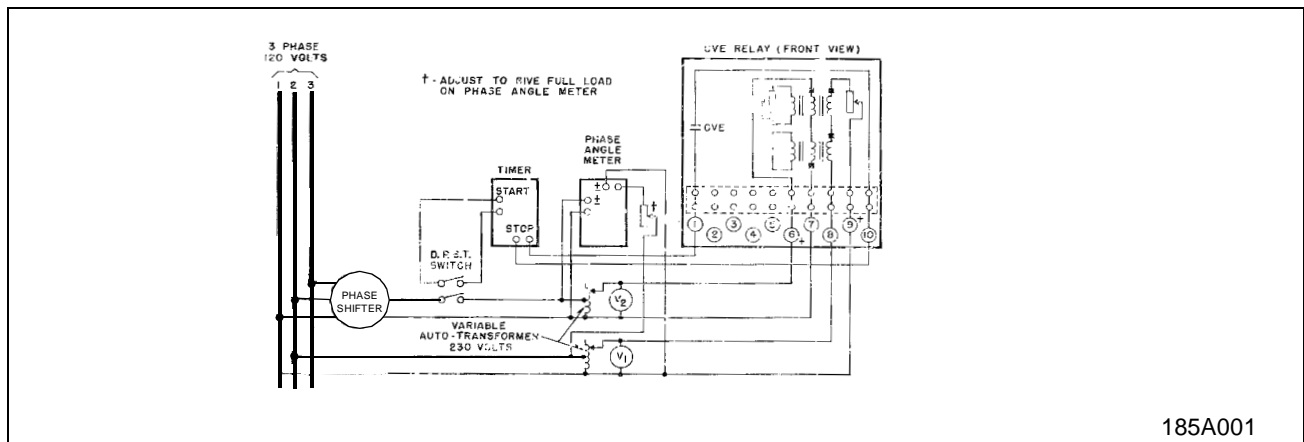 3 PHASE
120 VOLTS
1 2 3
† - ADJUST TO GIVE FULL LOAD
ON PHASE ANGLE METER
CVE RELAY (FRONT VIEW)
CVE
PHASE
ANGLE
METER
± ±
±
†
TIMER
START
STOP
D.P.S.T.
SWITCH
1 3 5 6 + 7 9 + 10
2 4 8
PHASE
SHIFTER
V2
VARIABLE
AUTO-TRANSFORMER
230 VOLTS
V1
185A001